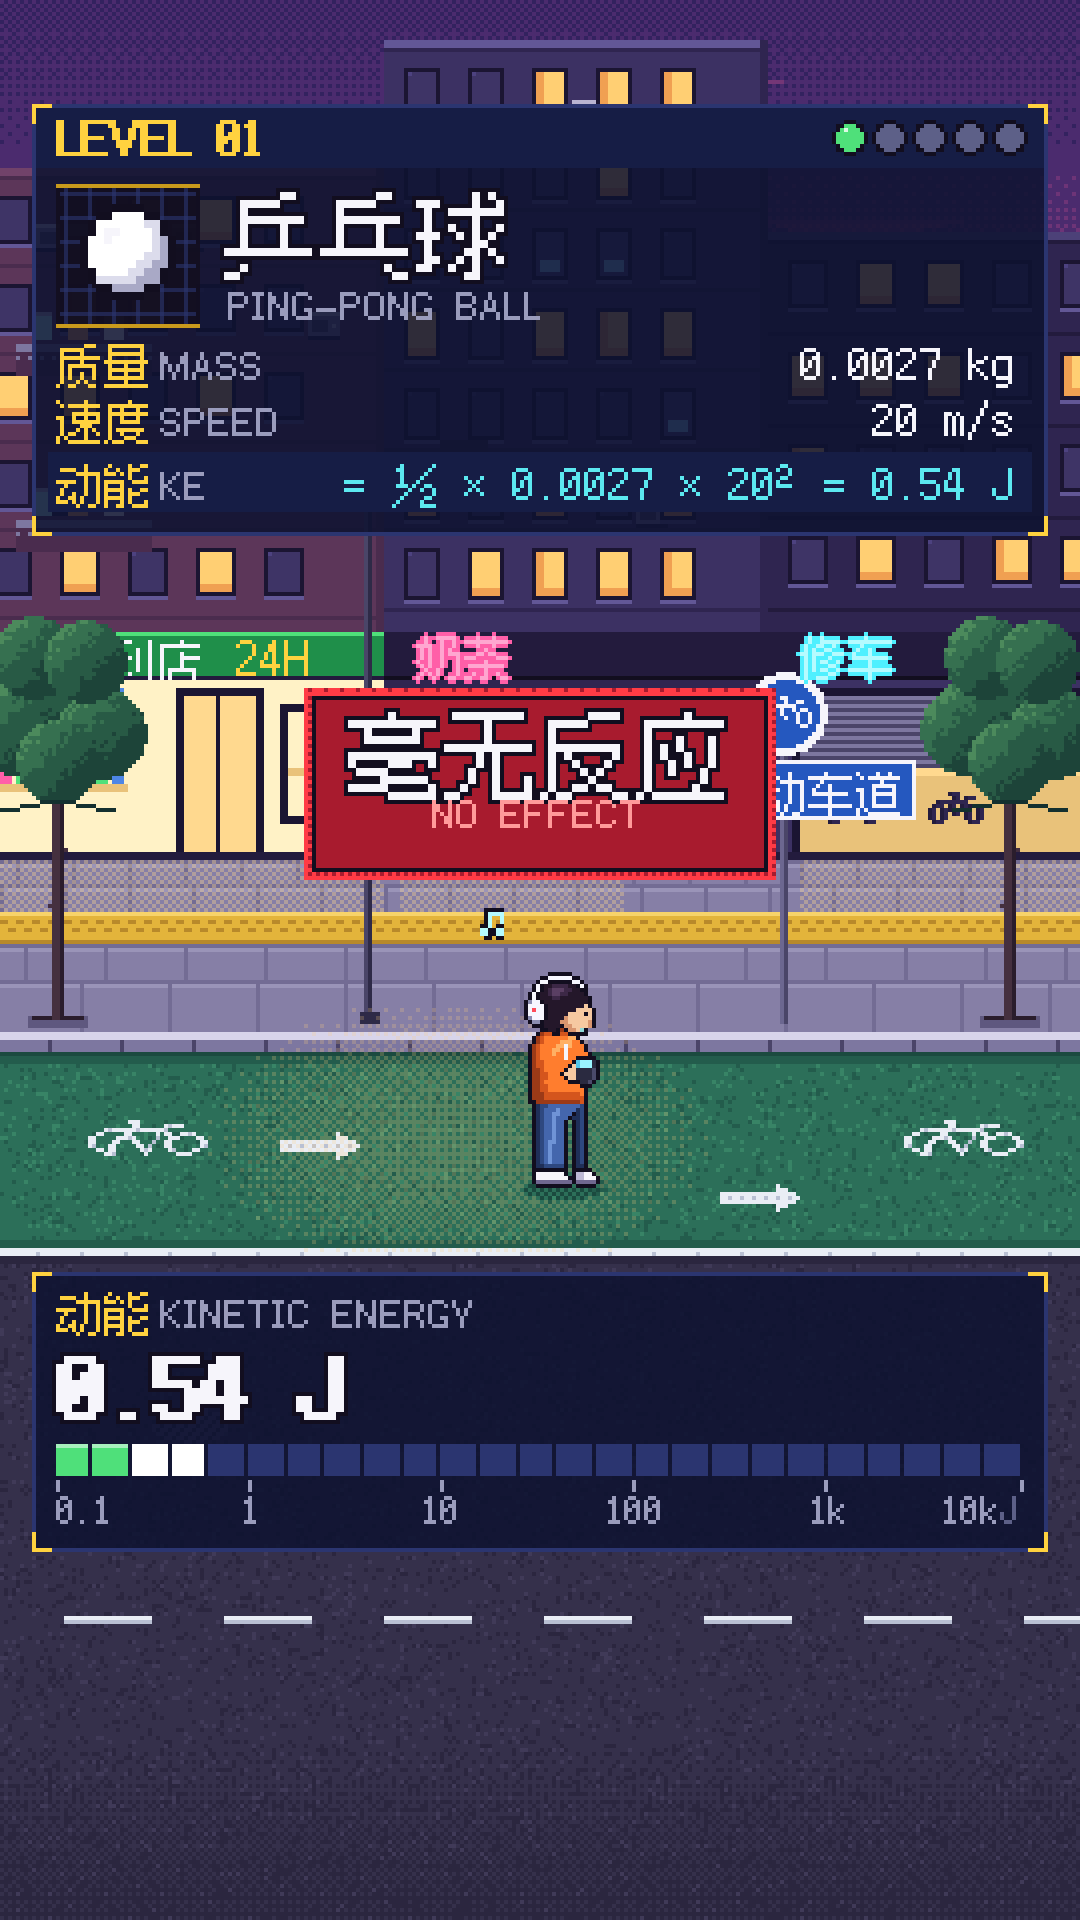 LEVEL 01
乒乓球
PING-PONG BALL
质量 MASS 0.0027 kg
速度 SPEED 20 m/s
动能 KE = ½ × 0.0027 × 20² = 0.54 J
利店 24H
奶茶
修车
毫无反应
NO EFFECT
动车道
动能 KINETIC ENERGY
0.54 J
0.1 1 10 100 1k 10kJ